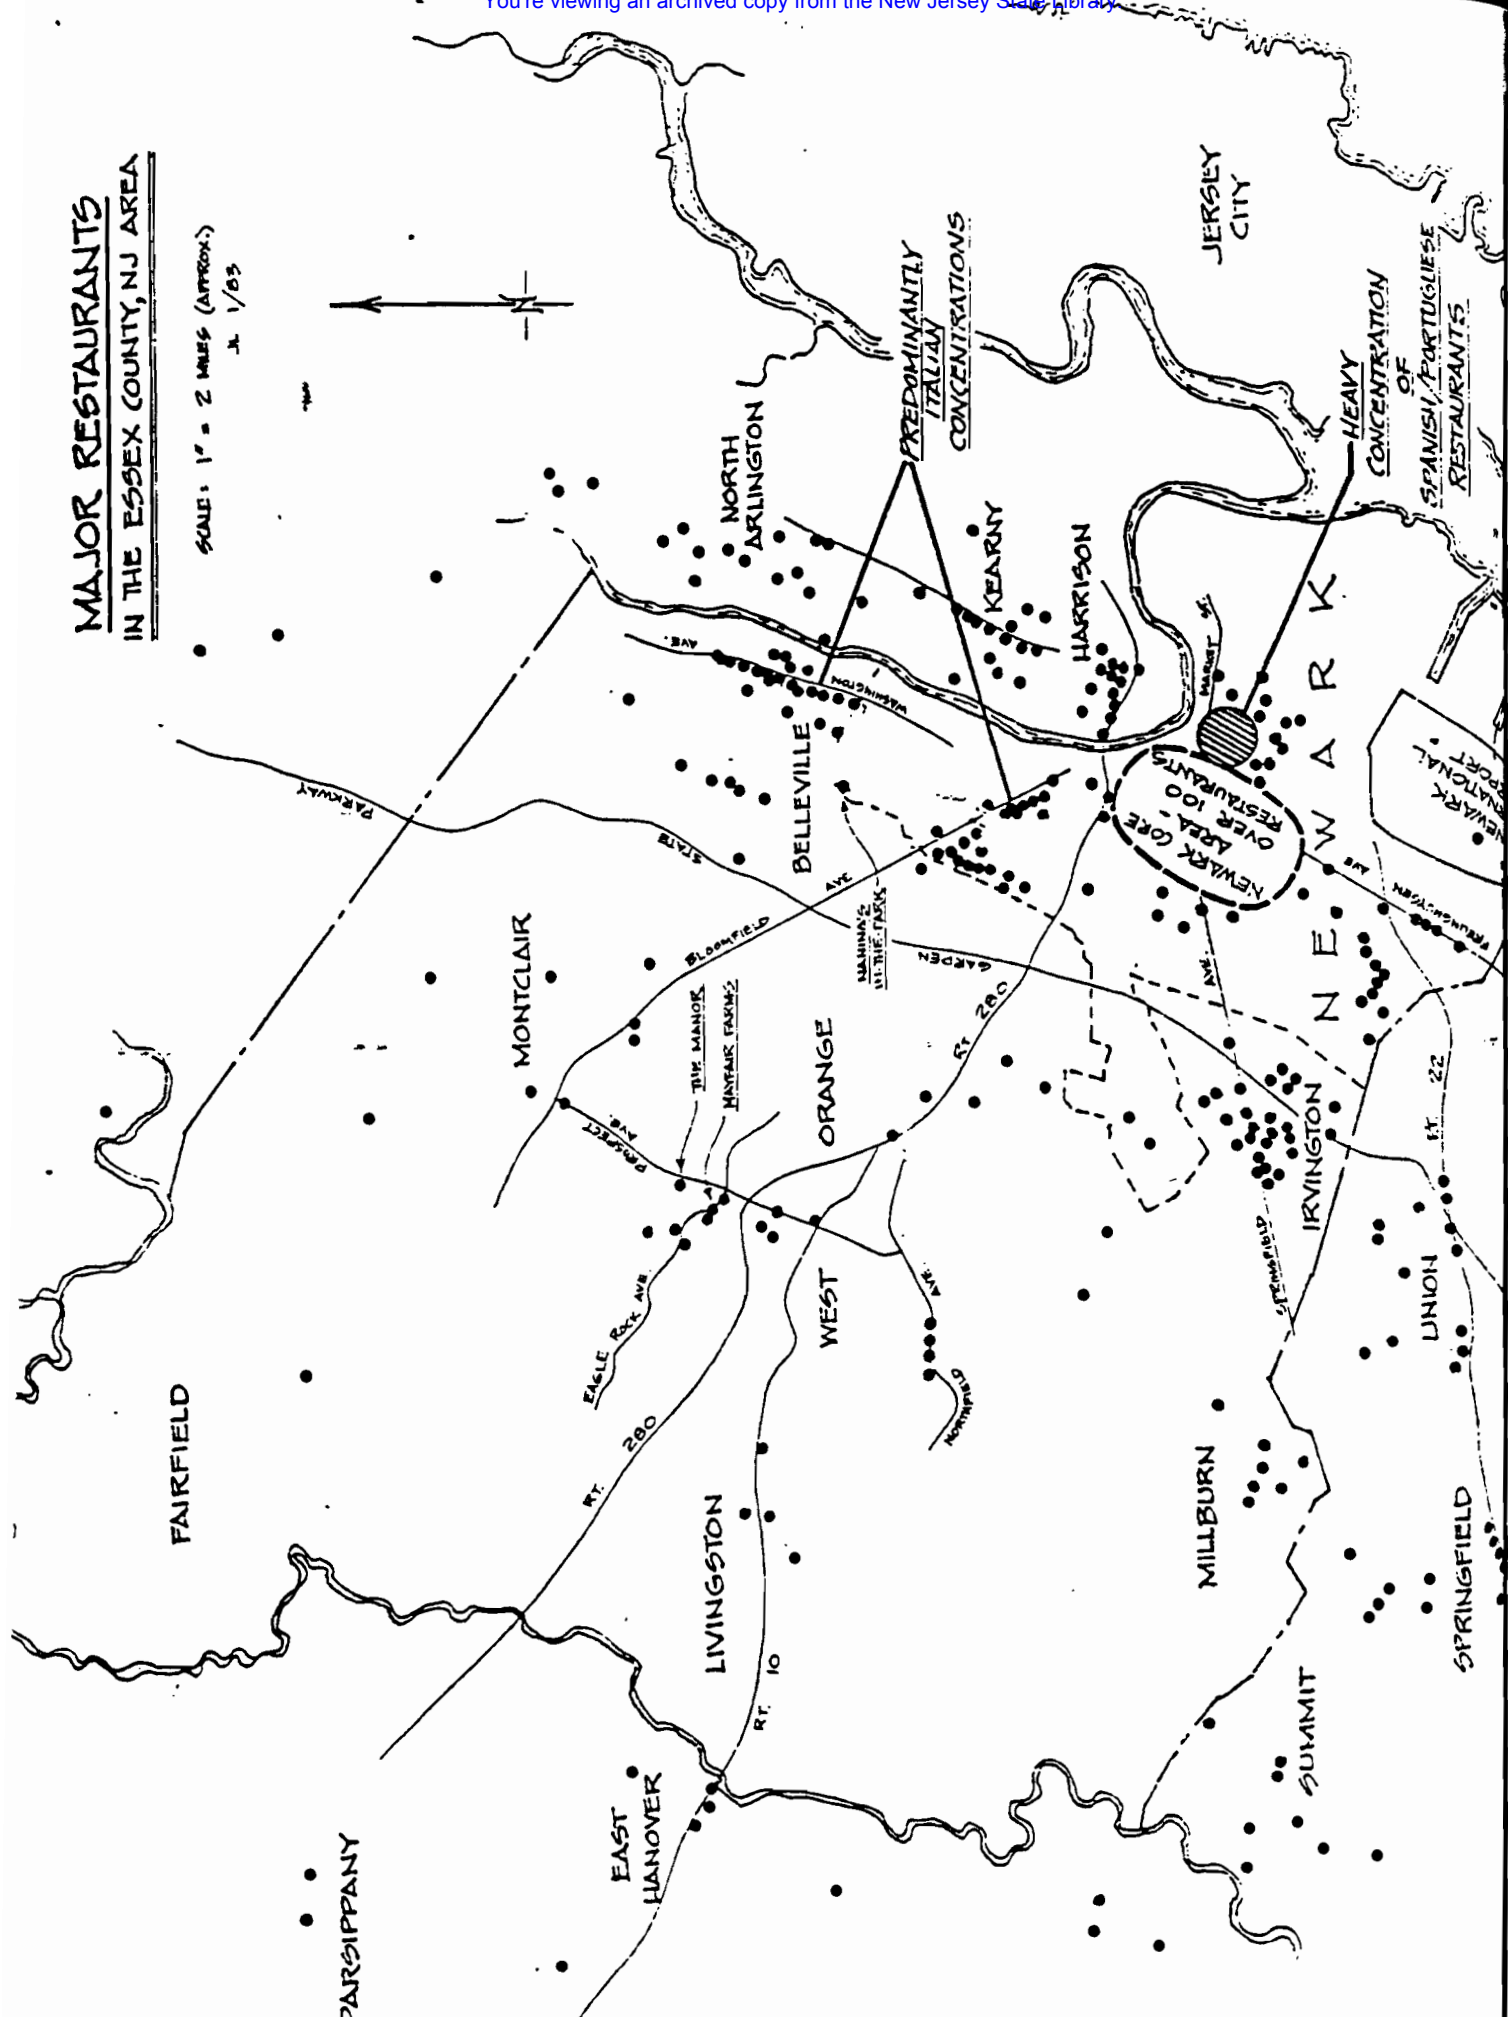 You're viewing an archived copy from the New Jersey State Library.
MAJOR RESTAURANTS
IN THE ESSEX COUNTY, NJ AREA
SCALE: 1" = 2 MILES (APPROX.)
JL 1/83
N
FAIRFIELD
PARSIPPANY
MONTCLAIR
PARKWAY
STATE
GARDEN
BLOOMFIELD
AVE
THE MANOR
MAYFAIR FARMS
PROSPECT
AVE.
EAGLE ROCK AVE.
RT. 280
EAST
HANOVER
LIVINGSTON
RT. 10
WEST
ORANGE
RT 280
NORTHFIELD
AVE.
BELLEVILLE
WASHINGTON
AVE.
NANINA'S
IN-THE-PARK
NORTH
ARLINGTON
PREDOMINANTLY
ITALIAN
CONCENTRATIONS
KEARNY
HARRISON
JERSEY
CITY
MARKET ST.
NEWARK CORE
AREA -
OVER 100
RESTAURANTS
HEAVY
CONCENTRATION
OF
SPANISH/PORTUGUESE
RESTAURANTS
NEWARK
NEWARK
RNATIONAL
RPORT
FRELINGHUYSEN
AVE
SPRINGFIELD
AVE.
IRVINGTON
RT. 22
UNION
MILLBURN
SUMMIT
SPRINGFIELD